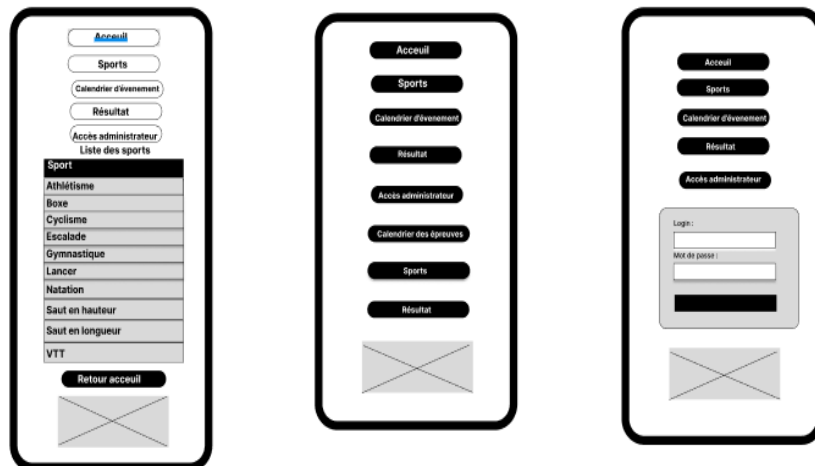 Acceuil
Sports
Calendrier d'évenement
Résultat
Accès administrateur
Liste des sports
Sport
Athlétisme
Boxe
Cyclisme
Escalade
Gymnastique
Lancer
Natation
Saut en hauteur
Saut en longueur
VTT
Retour acceuil
Acceuil
Sports
Calendrier d'évenement
Résultat
Accès administrateur
Calendrier des épreuves
Sports
Résultat
Acceuil
Sports
Calendrier d'évenement
Résultat
Accès administrateur
Login :
Mot de passe :